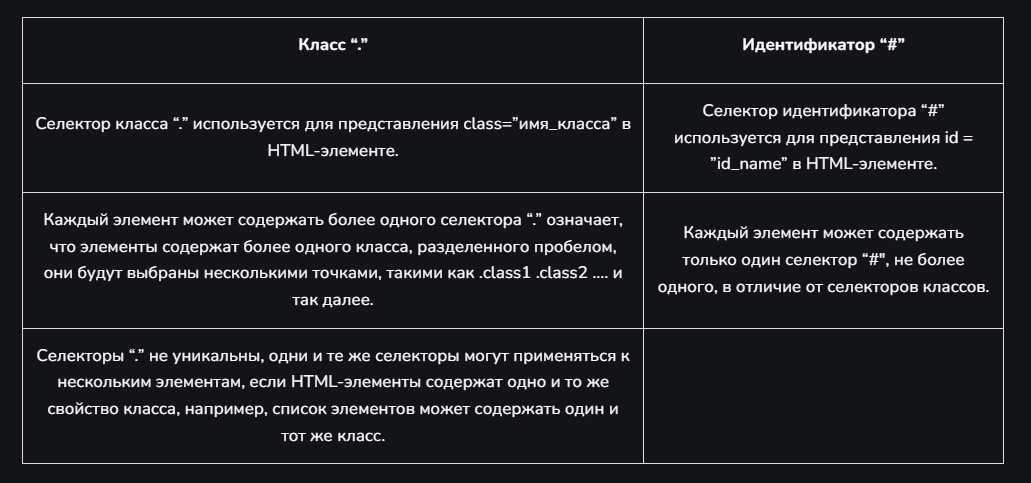 Класс “.”
Идентификатор “#”
Селектор класса “.” используется для представления class=”имя_класса” в
HTML-элементе.
Селектор идентификатора “#”
используется для представления id =
”id_name” в HTML-элементе.
Каждый элемент может содержать более одного селектора “.” означает,
что элементы содержат более одного класса, разделенного пробелом,
они будут выбраны несколькими точками, такими как .class1 .class2 .... и
так далее.
Каждый элемент может содержать
только один селектор “#", не более
одного, в отличие от селекторов классов.
Селекторы “.” не уникальны, одни и те же селекторы могут применяться к
нескольким элементам, если HTML-элементы содержат одно и то же
свойство класса, например, список элементов может содержать один и
тот же класс.